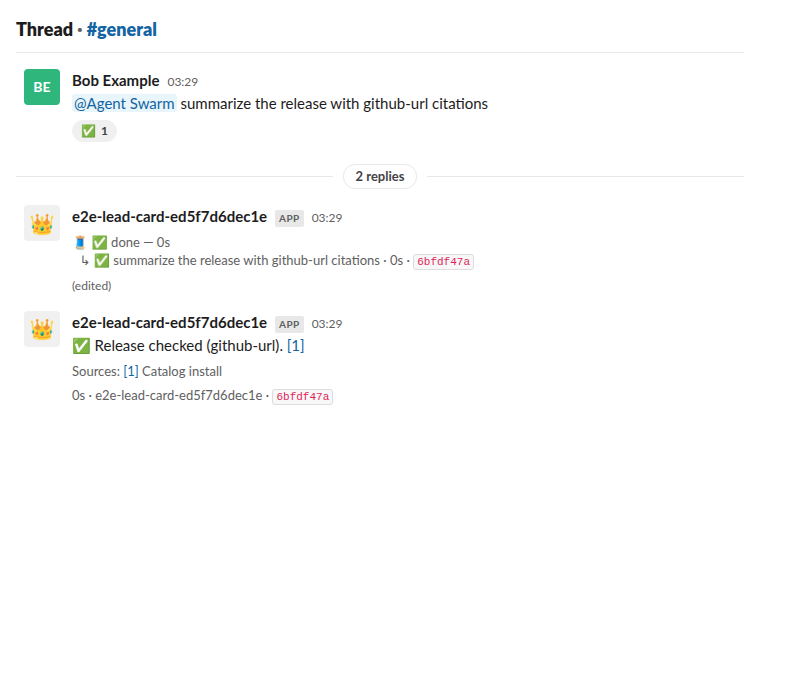 Thread • #general
BE
Bob Example 03:29
@Agent Swarm summarize the release with github-url citations
✅ 1
2 replies
e2e-lead-card-ed5f7d6dec1e APP 03:29
🧵 ✅ done — 0s
↳ ✅ summarize the release with github-url citations · 0s · 6bfdf47a
(edited)
e2e-lead-card-ed5f7d6dec1e APP 03:29
✅ Release checked (github-url). [1]
Sources: [1] Catalog install
0s · e2e-lead-card-ed5f7d6dec1e · 6bfdf47a